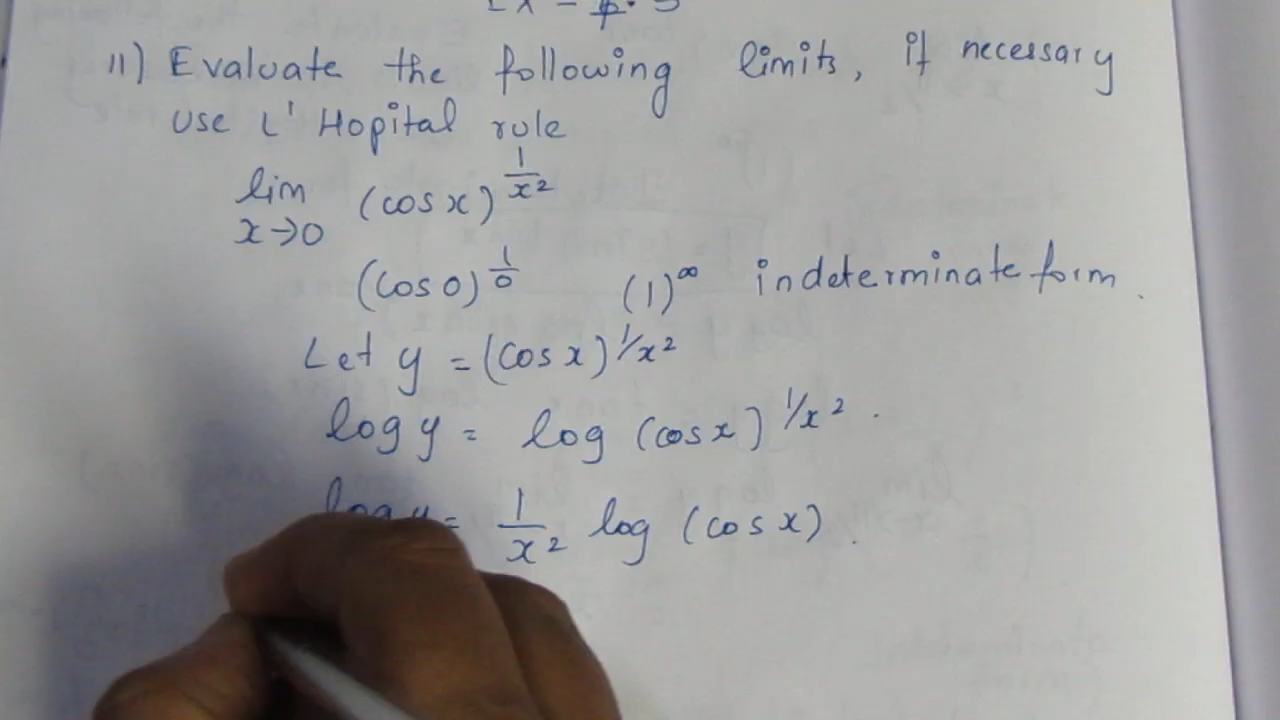 11) Evaluate the following limits, if necessary
use L' Hopital rule
lim x→0 (cos x)^(1/x²)
(cos 0)^(1/0) (1)^∞ indeterminate form.
Let y = (cos x)^(1/x²)
log y = log (cos x)^(1/x²).
log y = 1/x² log (cos x).